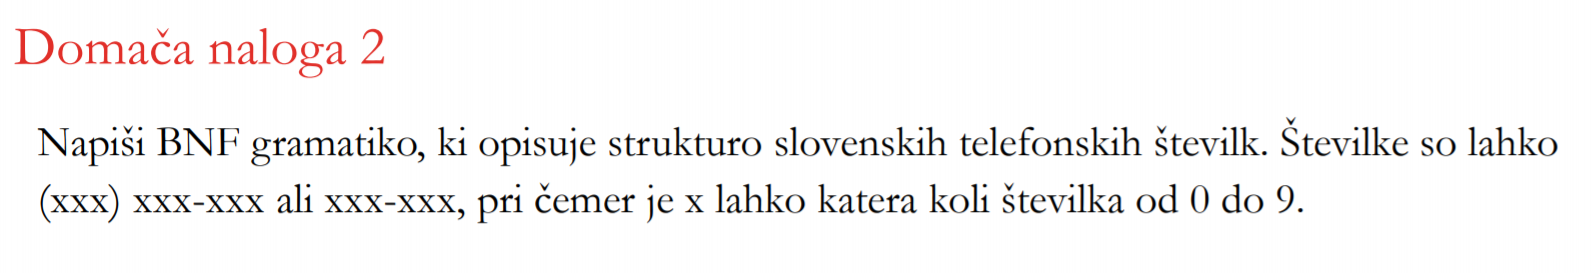 Domača naloga 2
Napiši BNF gramatiko, ki opisuje strukturo slovenskih telefonskih številk. Številke so lahko
(xxx) xxx-xxx ali xxx-xxx, pri čemer je x lahko katera koli številka od 0 do 9.